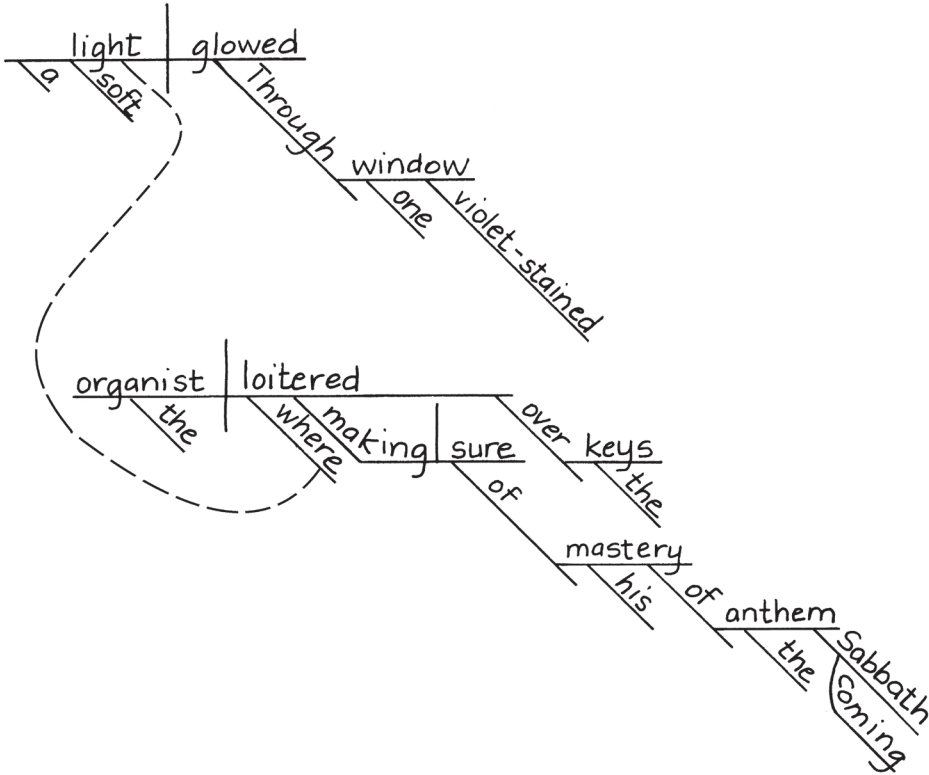 light glowed
a soft Through
window
one violet-stained
organist loitered
the where making sure over keys
the
of
mastery
his of anthem
the Sabbath
coming